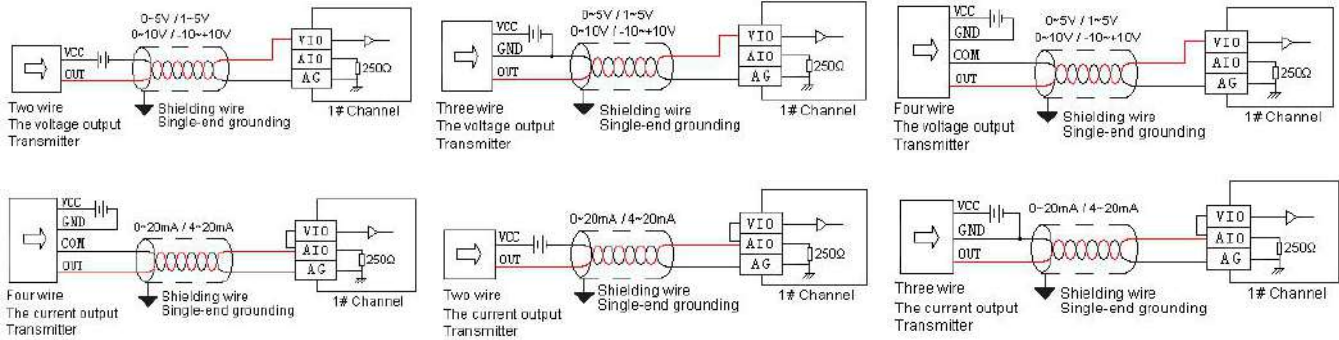 0~5V / 1~5V
0~10V / -10~+10V
VCC
OUT
VI0
AI0
AG
250Ω
Two wire
The voltage output
Transmitter
Shielding wire
Single-end grounding
1# Channel
0~5V / 1~5V
0~10V / -10~+10V
VCC
GND
OUT
VI0
AI0
AG
250Ω
Three wire
The voltage output
Transmitter
Shielding wire
Single-end grounding
1# Channel
0~5V / 1~5V
0~10V / -10~+10V
VCC
GND
COM
OUT
VI0
AI0
AG
250Ω
Four wire
The voltage output
Transmitter
Shielding wire
Single-end grounding
1# Channel
VCC
GND
COM
OUT
0~20mA / 4~20mA
VI0
AI0
AG
250Ω
Four wire
The current output
Transmitter
Shielding wire
Single-end grounding
1# Channel
VCC
OUT
0~20mA / 4~20mA
VI0
AI0
AG
250Ω
Two wire
The current output
Transmitter
Shielding wire
Single-end grounding
1# Channel
VCC
GND
OUT
0~20mA / 4~20mA
VI0
AI0
AG
250Ω
Three wire
The current output
Transmitter
Shielding wire
Single-end grounding
1# Channel